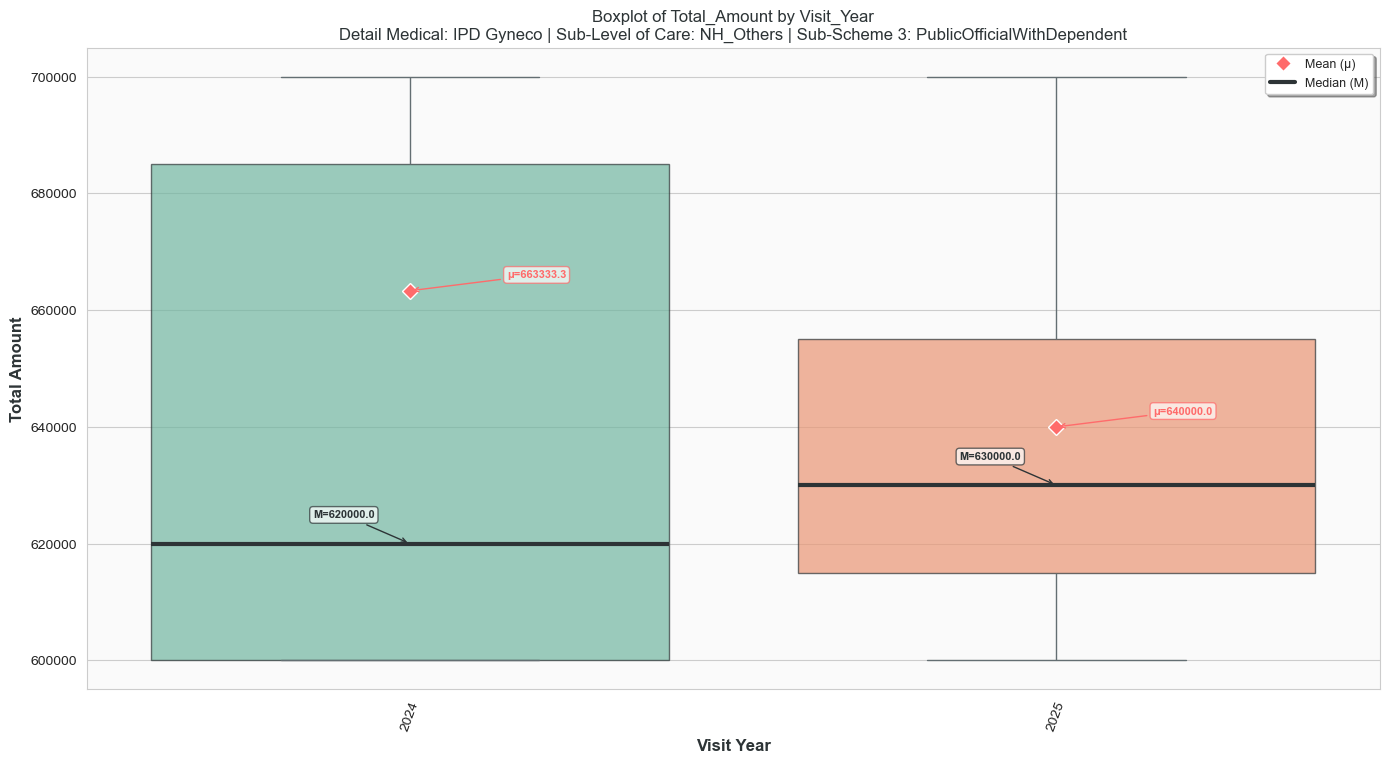 Boxplot of Total_Amount by Visit_Year
Detail Medical: IPD Gyneco | Sub-Level of Care: NH_Others | Sub-Scheme 3: PublicOfficialWithDependent
Mean (μ)
Median (M)
700000
680000
660000
640000
620000
600000
Total Amount
μ=663333.3
M=620000.0
μ=640000.0
M=630000.0
2024
2025
Visit Year